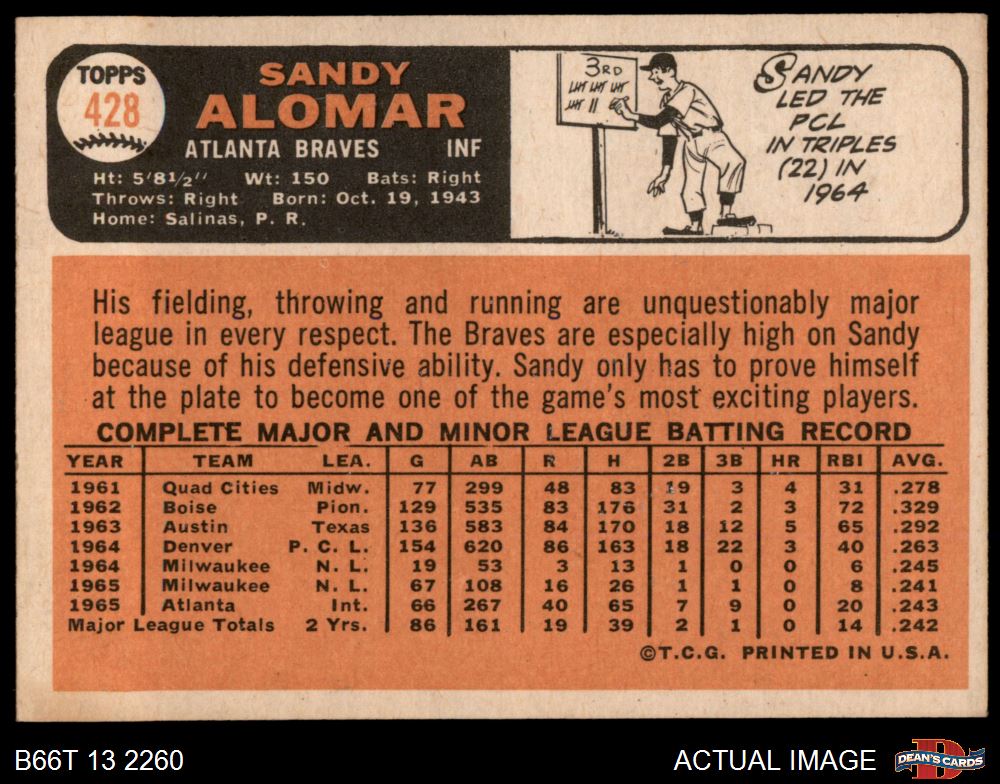 TOPPS
428
SANDY
ALOMAR
ATLANTA BRAVES INF
Ht: 5'8½" Wt: 150 Bats: Right
Throws: Right Born: Oct. 19, 1943
Home: Salinas, P. R.
3RD
SANDY
LED THE
PCL
IN TRIPLES
(22) IN
1964
His fielding, throwing and running are unquestionably major
league in every respect. The Braves are especially high on Sandy
because of his defensive ability. Sandy only has to prove himself
at the plate to become one of the game's most exciting players.
COMPLETE MAJOR AND MINOR LEAGUE BATTING RECORD
YEAR TEAM LEA. G AB R H 2B 3B HR RBI AVG.
1961 Quad Cities Midw. 77 299 48 83 19 3 4 31 .278
1962 Boise Pion. 129 535 83 176 31 2 3 72 .329
1963 Austin Texas 136 583 84 170 18 12 5 65 .292
1964 Denver P. C. L. 154 620 86 163 18 22 3 40 .263
1964 Milwaukee N. L. 19 53 3 13 1 0 0 6 .245
1965 Milwaukee N. L. 67 108 16 26 1 1 0 8 .241
1965 Atlanta Int. 66 267 40 65 7 9 0 20 .243
Major League Totals 2 Yrs. 86 161 19 39 2 1 0 14 .242
©T.C.G. PRINTED IN U.S.A.
B66T 13 2260
ACTUAL IMAGE
DEAN'S CARDS